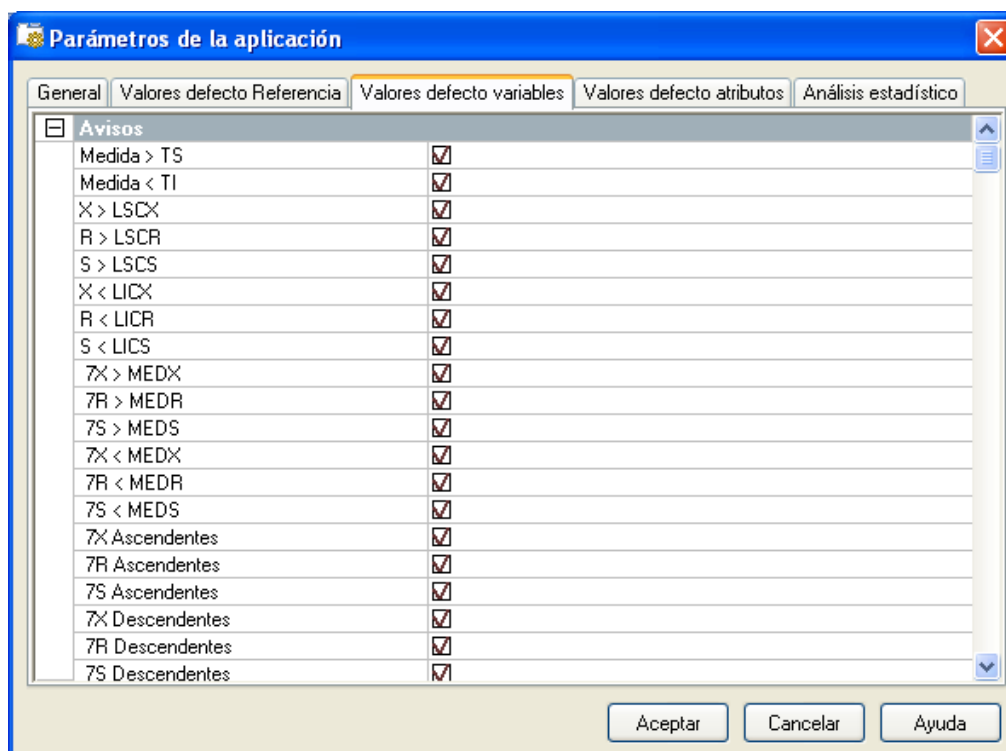 Parámetros de la aplicación
General Valores defecto Referencia Valores defecto variables Valores defecto atributos Análisis estadístico
Avisos
Medida > TS
Medida < TI
X > LSCX
R > LSCR
S > LSCS
X < LICX
R < LICR
S < LICS
7X > MEDX
7R > MEDR
7S > MEDS
7X < MEDX
7R < MEDR
7S < MEDS
7X Ascendentes
7R Ascendentes
7S Ascendentes
7X Descendentes
7R Descendentes
7S Descendentes
Aceptar Cancelar Ayuda